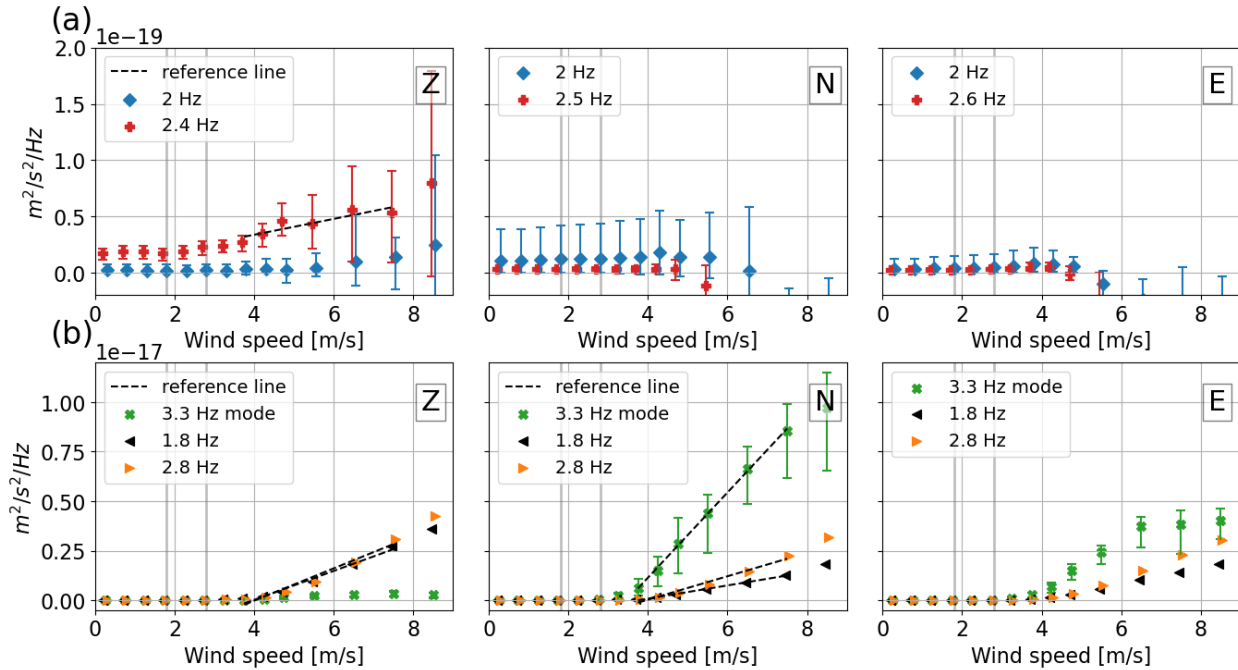 (a)
1e−19
2.0
1.5
1.0
0.5
0.0
m²/s²/Hz
reference line
2 Hz
2.4 Hz
Z
0 2 4 6 8
Wind speed [m/s]
2 Hz
2.5 Hz
N
0 2 4 6 8
Wind speed [m/s]
2 Hz
2.6 Hz
E
0 2 4 6 8
Wind speed [m/s]
(b)
1e−17
1.00
0.75
0.50
0.25
0.00
m²/s²/Hz
reference line
3.3 Hz mode
1.8 Hz
2.8 Hz
Z
0 2 4 6 8
Wind speed [m/s]
reference line
3.3 Hz mode
1.8 Hz
2.8 Hz
N
0 2 4 6 8
Wind speed [m/s]
3.3 Hz mode
1.8 Hz
2.8 Hz
E
0 2 4 6 8
Wind speed [m/s]